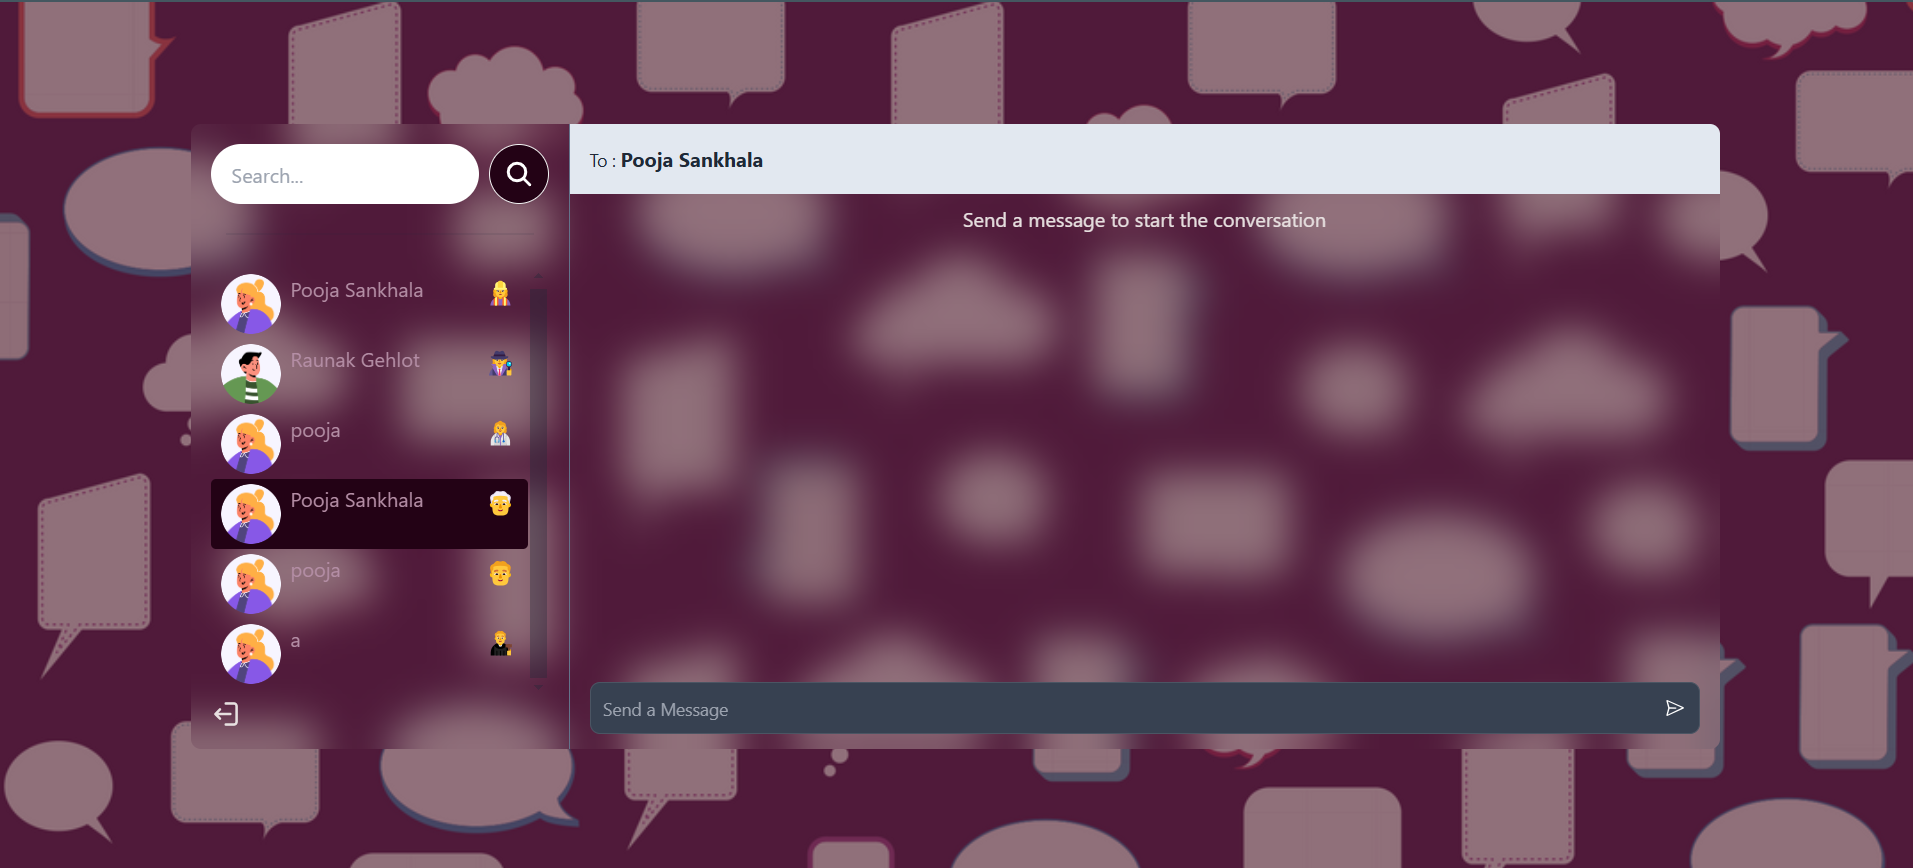 Search...
Pooja Sankhala
Raunak Gehlot
pooja
Pooja Sankhala
pooja
a
To : Pooja Sankhala
Send a message to start the conversation
Send a Message